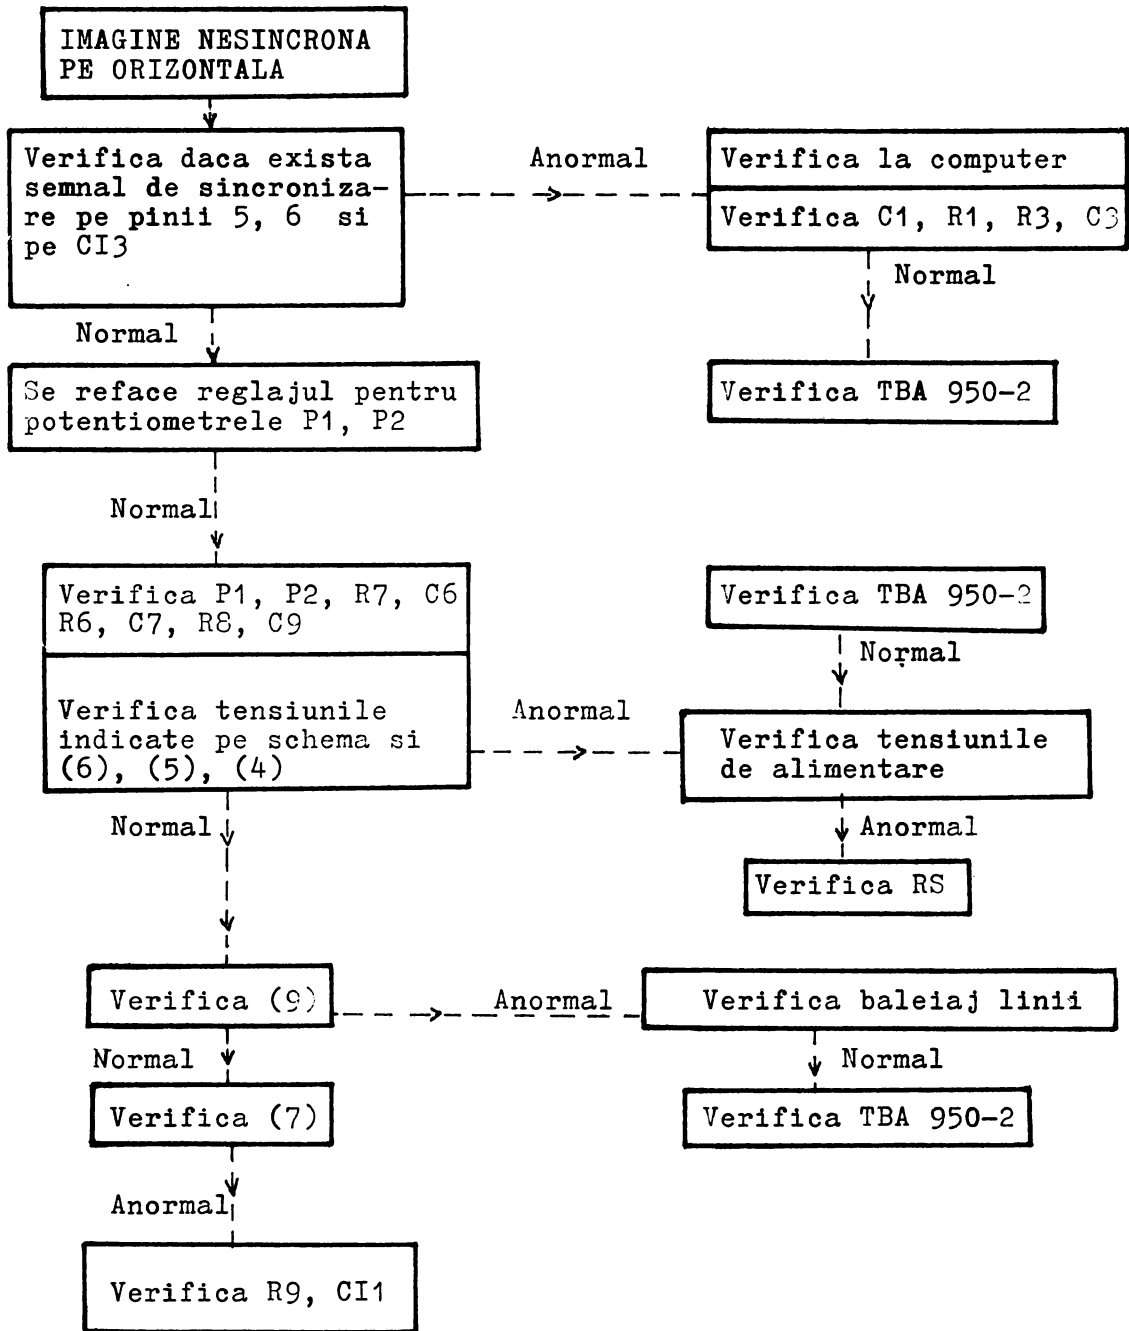 IMAGINE NESINCRONA
PE ORIZONTALA
Verifica daca exista
semnal de sincroniza-
re pe pinii 5, 6 si
pe CI3
Anormal
Verifica la computer
Verifica C1, R1, R3, C3
Normal
Normal
Se reface reglajul pentru
potentiometrele P1, P2
Verifica TBA 950-2
Normal
Verifica P1, P2, R7, C6
R6, C7, R8, C9
Verifica TBA 950-2
Normal
Verifica tensiunile
indicate pe schema si
(6), (5), (4)
Anormal
Verifica tensiunile
de alimentare
Normal
Anormal
Verifica RS
Verifica (9)
Anormal
Verifica baleiaj linii
Normal
Normal
Verifica (7)
Verifica TBA 950-2
Anormal
Verifica R9, CI1